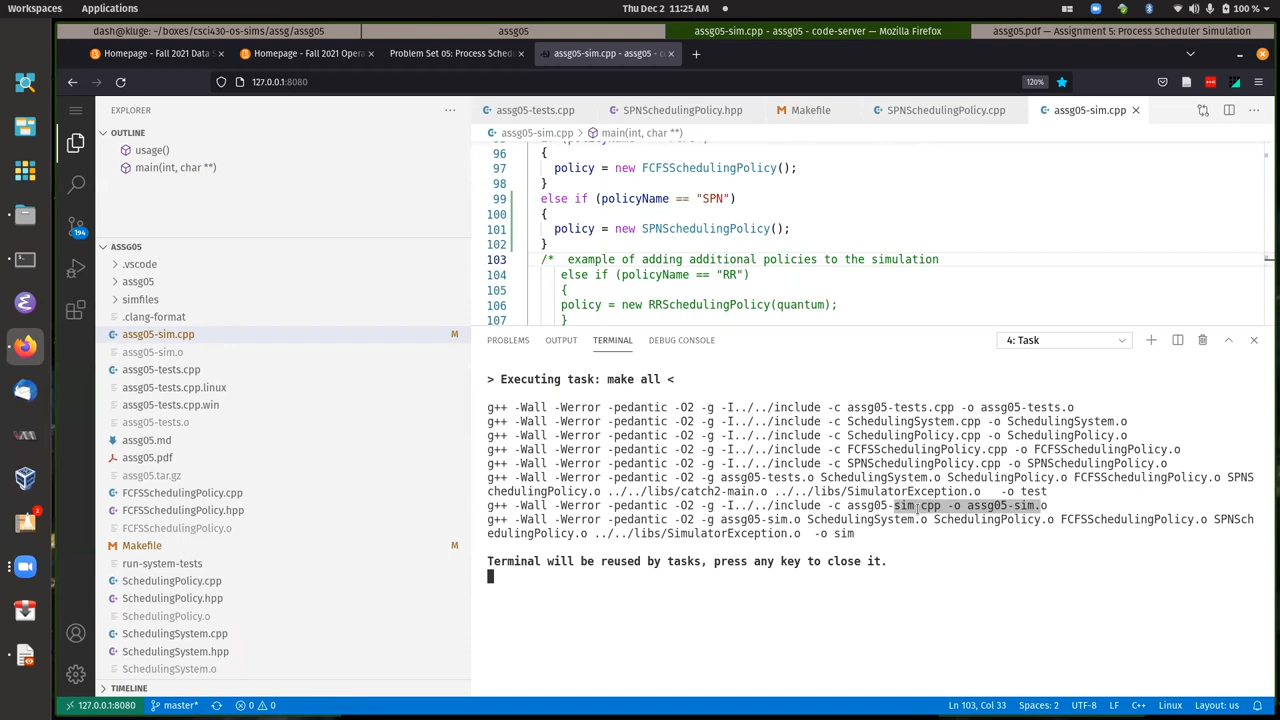 Workspaces Applications Thu Dec 2 11:25 AM 100 %
dash@kluge: ~/boxes/csci430-os-sims/assg/assg05 assg05 assg05-sim.cpp - assg05 - code-server — Mozilla Firefox assg05.pdf — Assignment 5: Process Scheduler Simulation
Homepage - Fall 2021 Data S Homepage - Fall 2021 Opera Problem Set 05: Process Sched assg05-sim.cpp - assg05 - co
127.0.0.1:8080 120%
EXPLORER
OUTLINE
usage()
main(int, char **)
194
ASSG05
.vscode
assg05
simfiles
.clang-format
assg05-sim.cpp M
assg05-sim.o
assg05-tests.cpp
assg05-tests.cpp.linux
assg05-tests.cpp.win
assg05-tests.o
assg05.md
assg05.pdf
assg05.tar.gz
FCFSSchedulingPolicy.cpp
FCFSSchedulingPolicy.hpp
FCFSSchedulingPolicy.o
Makefile M
run-system-tests
SchedulingPolicy.cpp
SchedulingPolicy.hpp
SchedulingPolicy.o
SchedulingSystem.cpp
SchedulingSystem.hpp
SchedulingSystem.o
TIMELINE
assg05-tests.cpp SPNSchedulingPolicy.hpp Makefile SPNSchedulingPolicy.cpp assg05-sim.cpp
assg05-sim.cpp main(int, char **)
96 {
97 policy = new FCFSSchedulingPolicy();
98 }
99 else if (policyName == "SPN")
100 {
101 policy = new SPNSchedulingPolicy();
102 }
103 /* example of adding additional policies to the simulation
104 else if (policyName == "RR")
105 {
106 policy = new RRSchedulingPolicy(quantum);
107 }
PROBLEMS OUTPUT TERMINAL DEBUG CONSOLE 4: Task
> Executing task: make all <
g++ -Wall -Werror -pedantic -O2 -g -I../../include -c assg05-tests.cpp -o assg05-tests.o
g++ -Wall -Werror -pedantic -O2 -g -I../../include -c SchedulingSystem.cpp -o SchedulingSystem.o
g++ -Wall -Werror -pedantic -O2 -g -I../../include -c SchedulingPolicy.cpp -o SchedulingPolicy.o
g++ -Wall -Werror -pedantic -O2 -g -I../../include -c FCFSSchedulingPolicy.cpp -o FCFSSchedulingPolicy.o
g++ -Wall -Werror -pedantic -O2 -g -I../../include -c SPNSchedulingPolicy.cpp -o SPNSchedulingPolicy.o
g++ -Wall -Werror -pedantic -O2 -g assg05-tests.o SchedulingSystem.o SchedulingPolicy.o FCFSSchedulingPolicy.o SPNS
chedulingPolicy.o ../../libs/catch2-main.o ../../libs/SimulatorException.o -o test
g++ -Wall -Werror -pedantic -O2 -g -I../../include -c assg05-sim.cpp -o assg05-sim.o
g++ -Wall -Werror -pedantic -O2 -g assg05-sim.o SchedulingSystem.o SchedulingPolicy.o FCFSSchedulingPolicy.o SPNSch
edulingPolicy.o ../../libs/SimulatorException.o -o sim
Terminal will be reused by tasks, press any key to close it.
127.0.0.1:8080 master* 0 0 Ln 103, Col 33 Spaces: 2 UTF-8 LF C++ Linux Layout: us